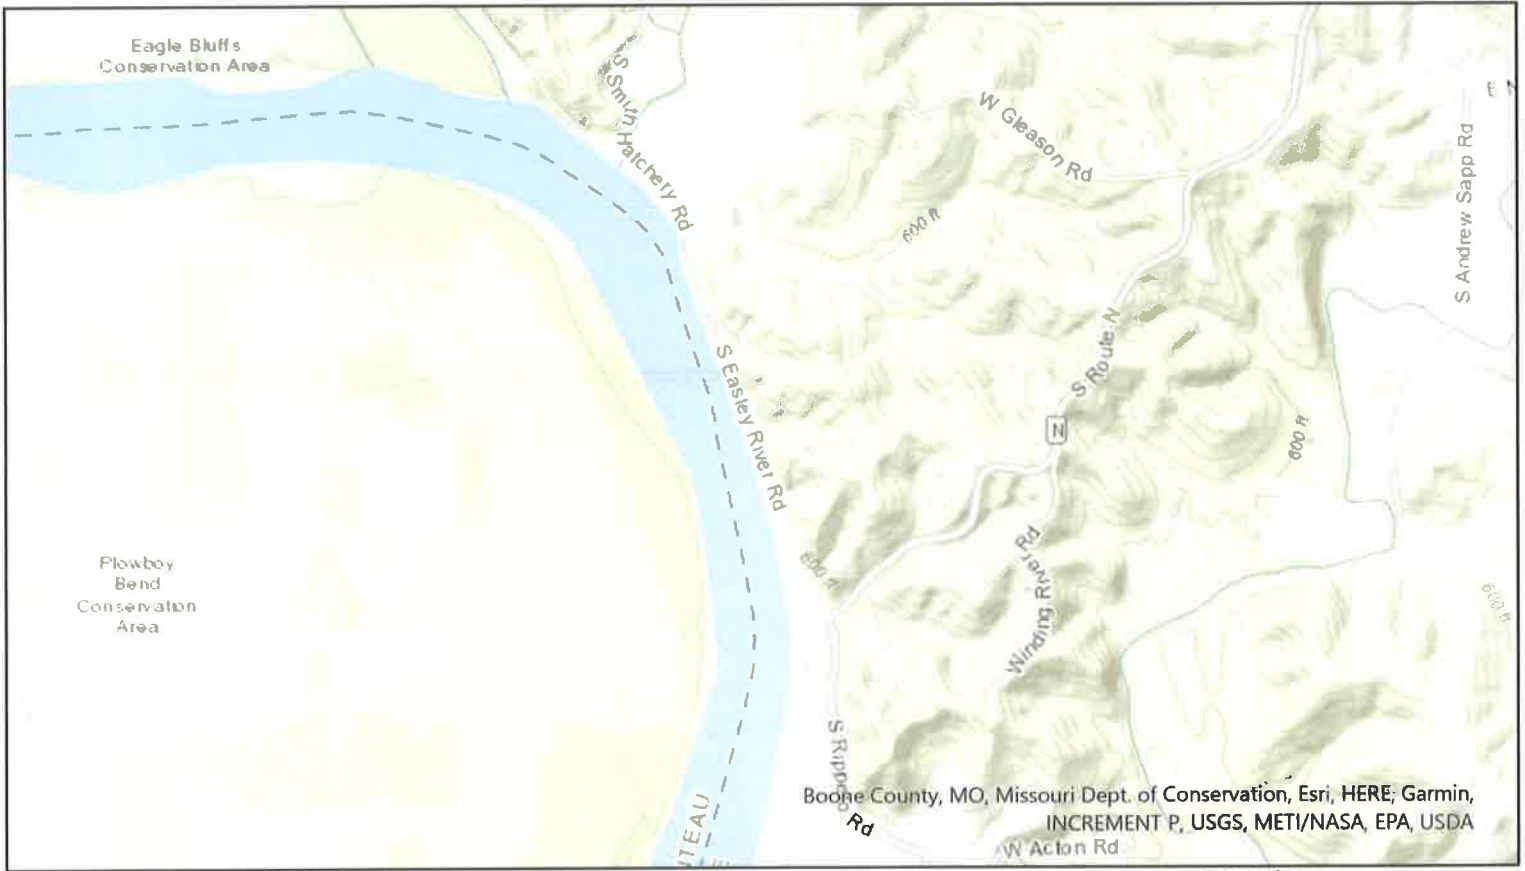 Eagle Bluffs
Conservation Area
S Smith Hatchery Rd
W Gleason Rd
S Andrew Sapp Rd
600 ft
S Route N
S Easley River Rd
N
600 ft
600 ft
Winding River Rd
Plowboy
Bend
Conservation
Area
600 ft
S Rippon Rd
Boone County, MO, Missouri Dept. of Conservation, Esri, HERE, Garmin,
INCREMENT P, USGS, METI/NASA, EPA, USDA
W Acton Rd